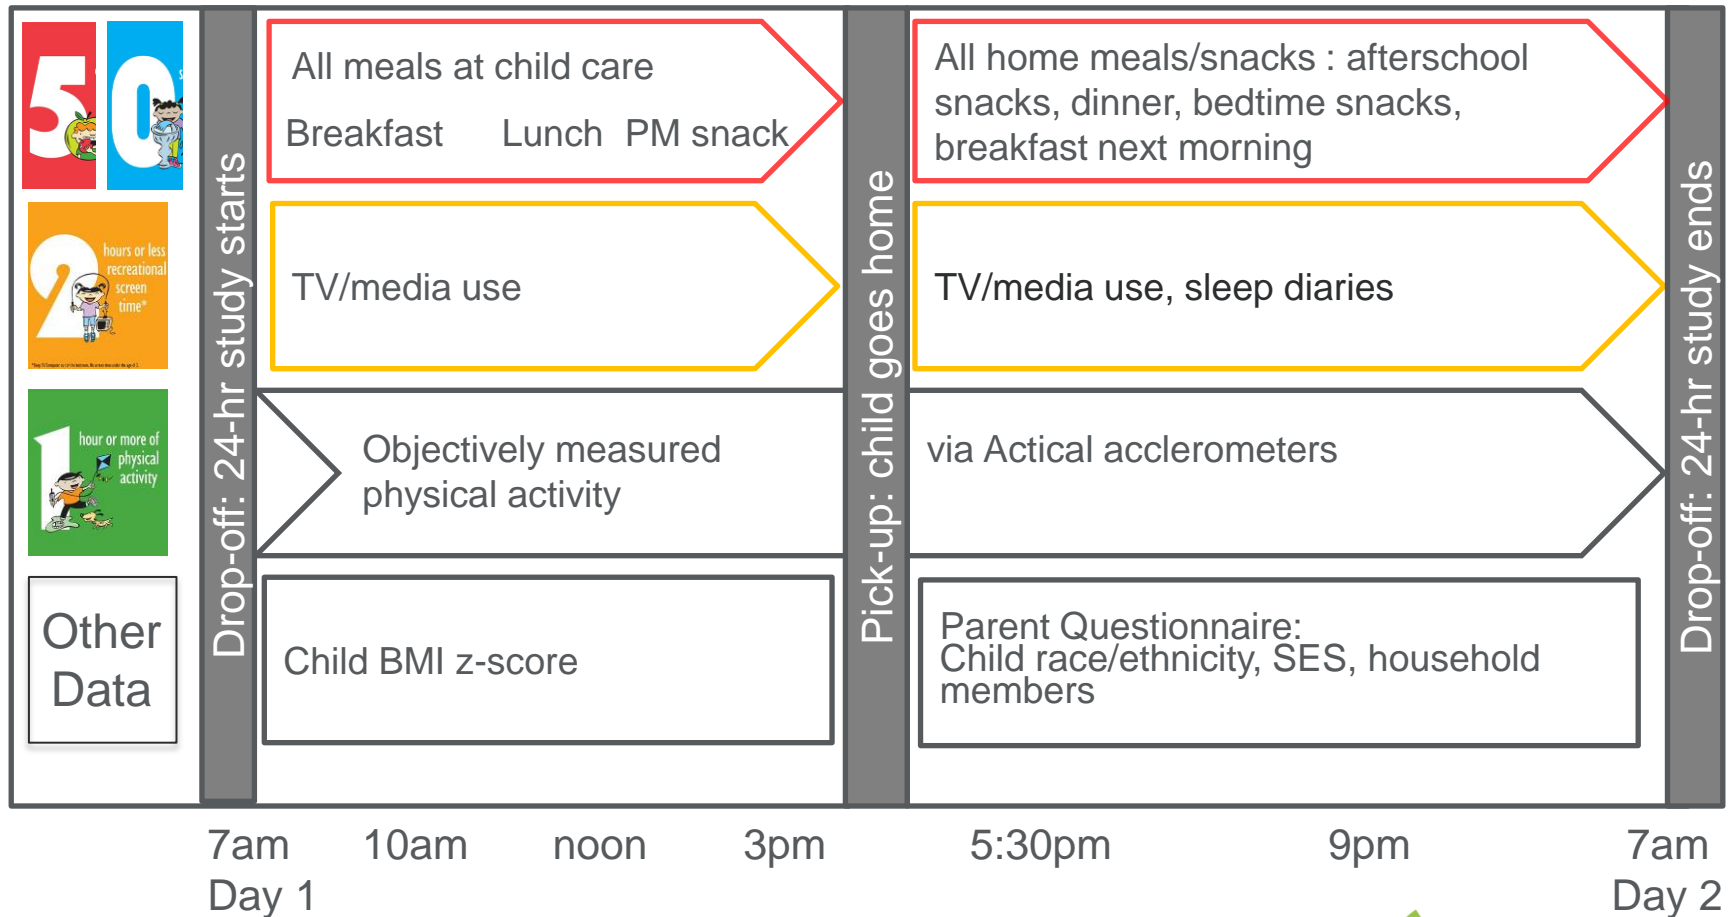 5
0
All meals at child care
Breakfast Lunch PM snack
All home meals/snacks : afterschool
snacks, dinner, bedtime snacks,
breakfast next morning
2
hours or less
recreational
screen
time*
TV/media use
TV/media use, sleep diaries
1
hour or more of
physical
activity
Objectively measured
physical activity
via Actical acclerometers
Other
Data
Child BMI z-score
Parent Questionnaire:
Child race/ethnicity, SES, household
members
Drop-off: 24-hr study starts
Pick-up: child goes home
Drop-off: 24-hr study ends
7am 10am noon 3pm 5:30pm 9pm 7am
Day 1 Day 2